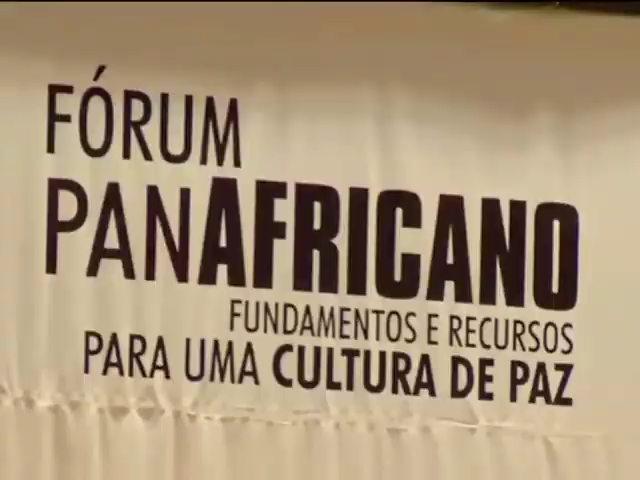 FÓRUM
PANAFRICANO
FUNDAMENTOS E RECURSOS
PARA UMA CULTURA DE PAZ